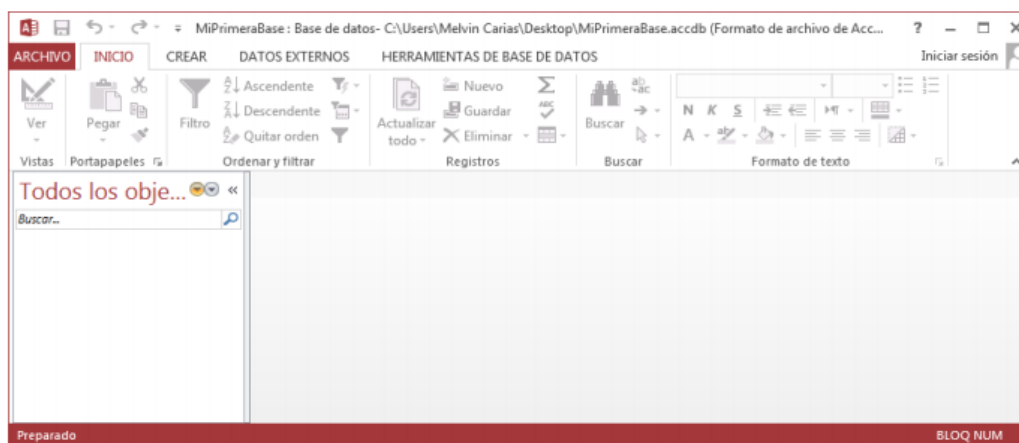 MiPrimeraBase : Base de datos- C:\Users\Melvin Carias\Desktop\MiPrimeraBase.accdb (Formato de archivo de Acc... ?
ARCHIVO INICIO CREAR DATOS EXTERNOS HERRAMIENTAS DE BASE DE DATOS Iniciar sesión
Ver
Vistas
Pegar
Portapapeles
Filtro
Ascendente
Descendente
Quitar orden
Ordenar y filtrar
Actualizar
todo
Nuevo
Guardar
Eliminar
Registros
Buscar
Buscar
N K S
A
Formato de texto
Todos los obje...
Buscar...
Preparado BLOQ NUM